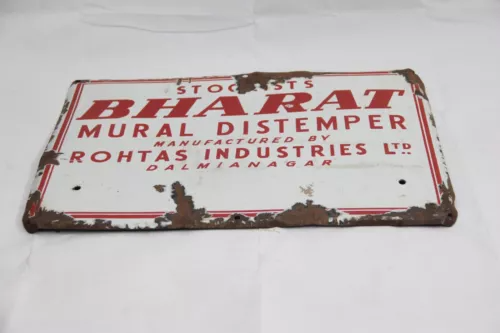 STOCKISTS
BHARAT
MURAL DISTEMPER
MANUFACTURED BY
ROHTAS INDUSTRIES LTD
DALMIANAGAR